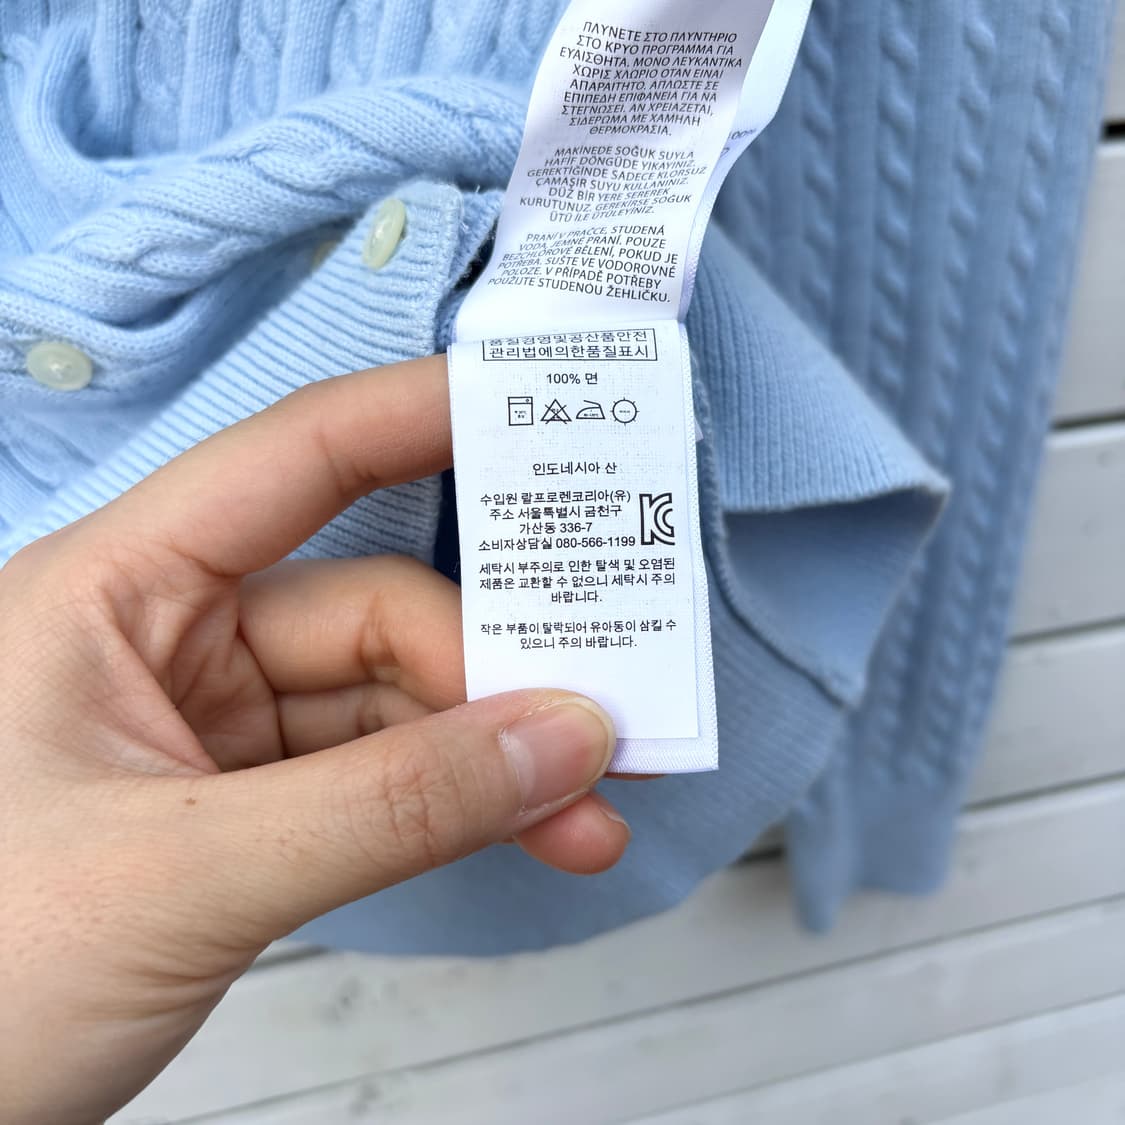 ΠΛΥΝΕΤΕ ΣΤΟ ΠΛΥΝΤΗΡΙΟ
ΣΤΟ ΚΡΥΟ ΠΡΟΓΡΑΜΜΑ ΓΙΑ
ΕΥΑΙΣΘΗΤΑ. ΜΟΝΟ ΛΕΥΚΑΝΤΙΚΑ
ΧΩΡΙΣ ΧΛΩΡΙΟ ΟΤΑΝ ΕΙΝΑΙ
ΑΠΑΡΑΙΤΗΤΟ, ΑΠΛΩΣΤΕ ΣΕ
ΕΠΙΠΕΔΗ ΕΠΙΦΑΝΕΙΑ ΓΙΑ ΝΑ
ΣΤΕΓΝΩΣΕΙ. ΑΝ ΧΡΕΙΑΖΕΤΑΙ,
ΣΙΔΕΡΩΜΑ ΜΕ ΧΑΜΗΛΗ
ΘΕΡΜΟΚΡΑΣΙΑ.
MAKİNEDE SOĞUK SUYLA
HAFİF DÖNGÜDE YIKAYINIZ.
GEREKTİĞİNDE SADECE KLORSUZ
ÇAMAŞIR SUYU KULLANINIZ.
DÜZ BİR YERE SEREREK
KURUTUNUZ. GEREKİRSE SOĞUK
ÜTÜ İLE ÜTÜLEYİNİZ.
PRANÍ V PRAČCE, STUDENÁ
VODA, JEMNÉ PRANÍ. POUZE
BEZCHLÓROVÉ BĚLENÍ, POKUD JE
POTŘEBA. SUŠTE VE VODOROVNÉ
POLOZE. V PŘÍPADĚ POTŘEBY
POUŽIJTE STUDENOU ŽEHLIČKU.
품질경영및공산품안전
관리법에의한품질표시
100% 면
인도네시아 산
수입원 랄프로렌코리아(유)
주소 서울특별시 금천구
가산동 336-7
소비자상담실 080-566-1199
세탁시 부주의로 인한 탈색 및 오염된
제품은 교환할 수 없으니 세탁시 주의
바랍니다.
작은 부품이 탈락되어 유아동이 삼킬 수
있으니 주의 바랍니다.